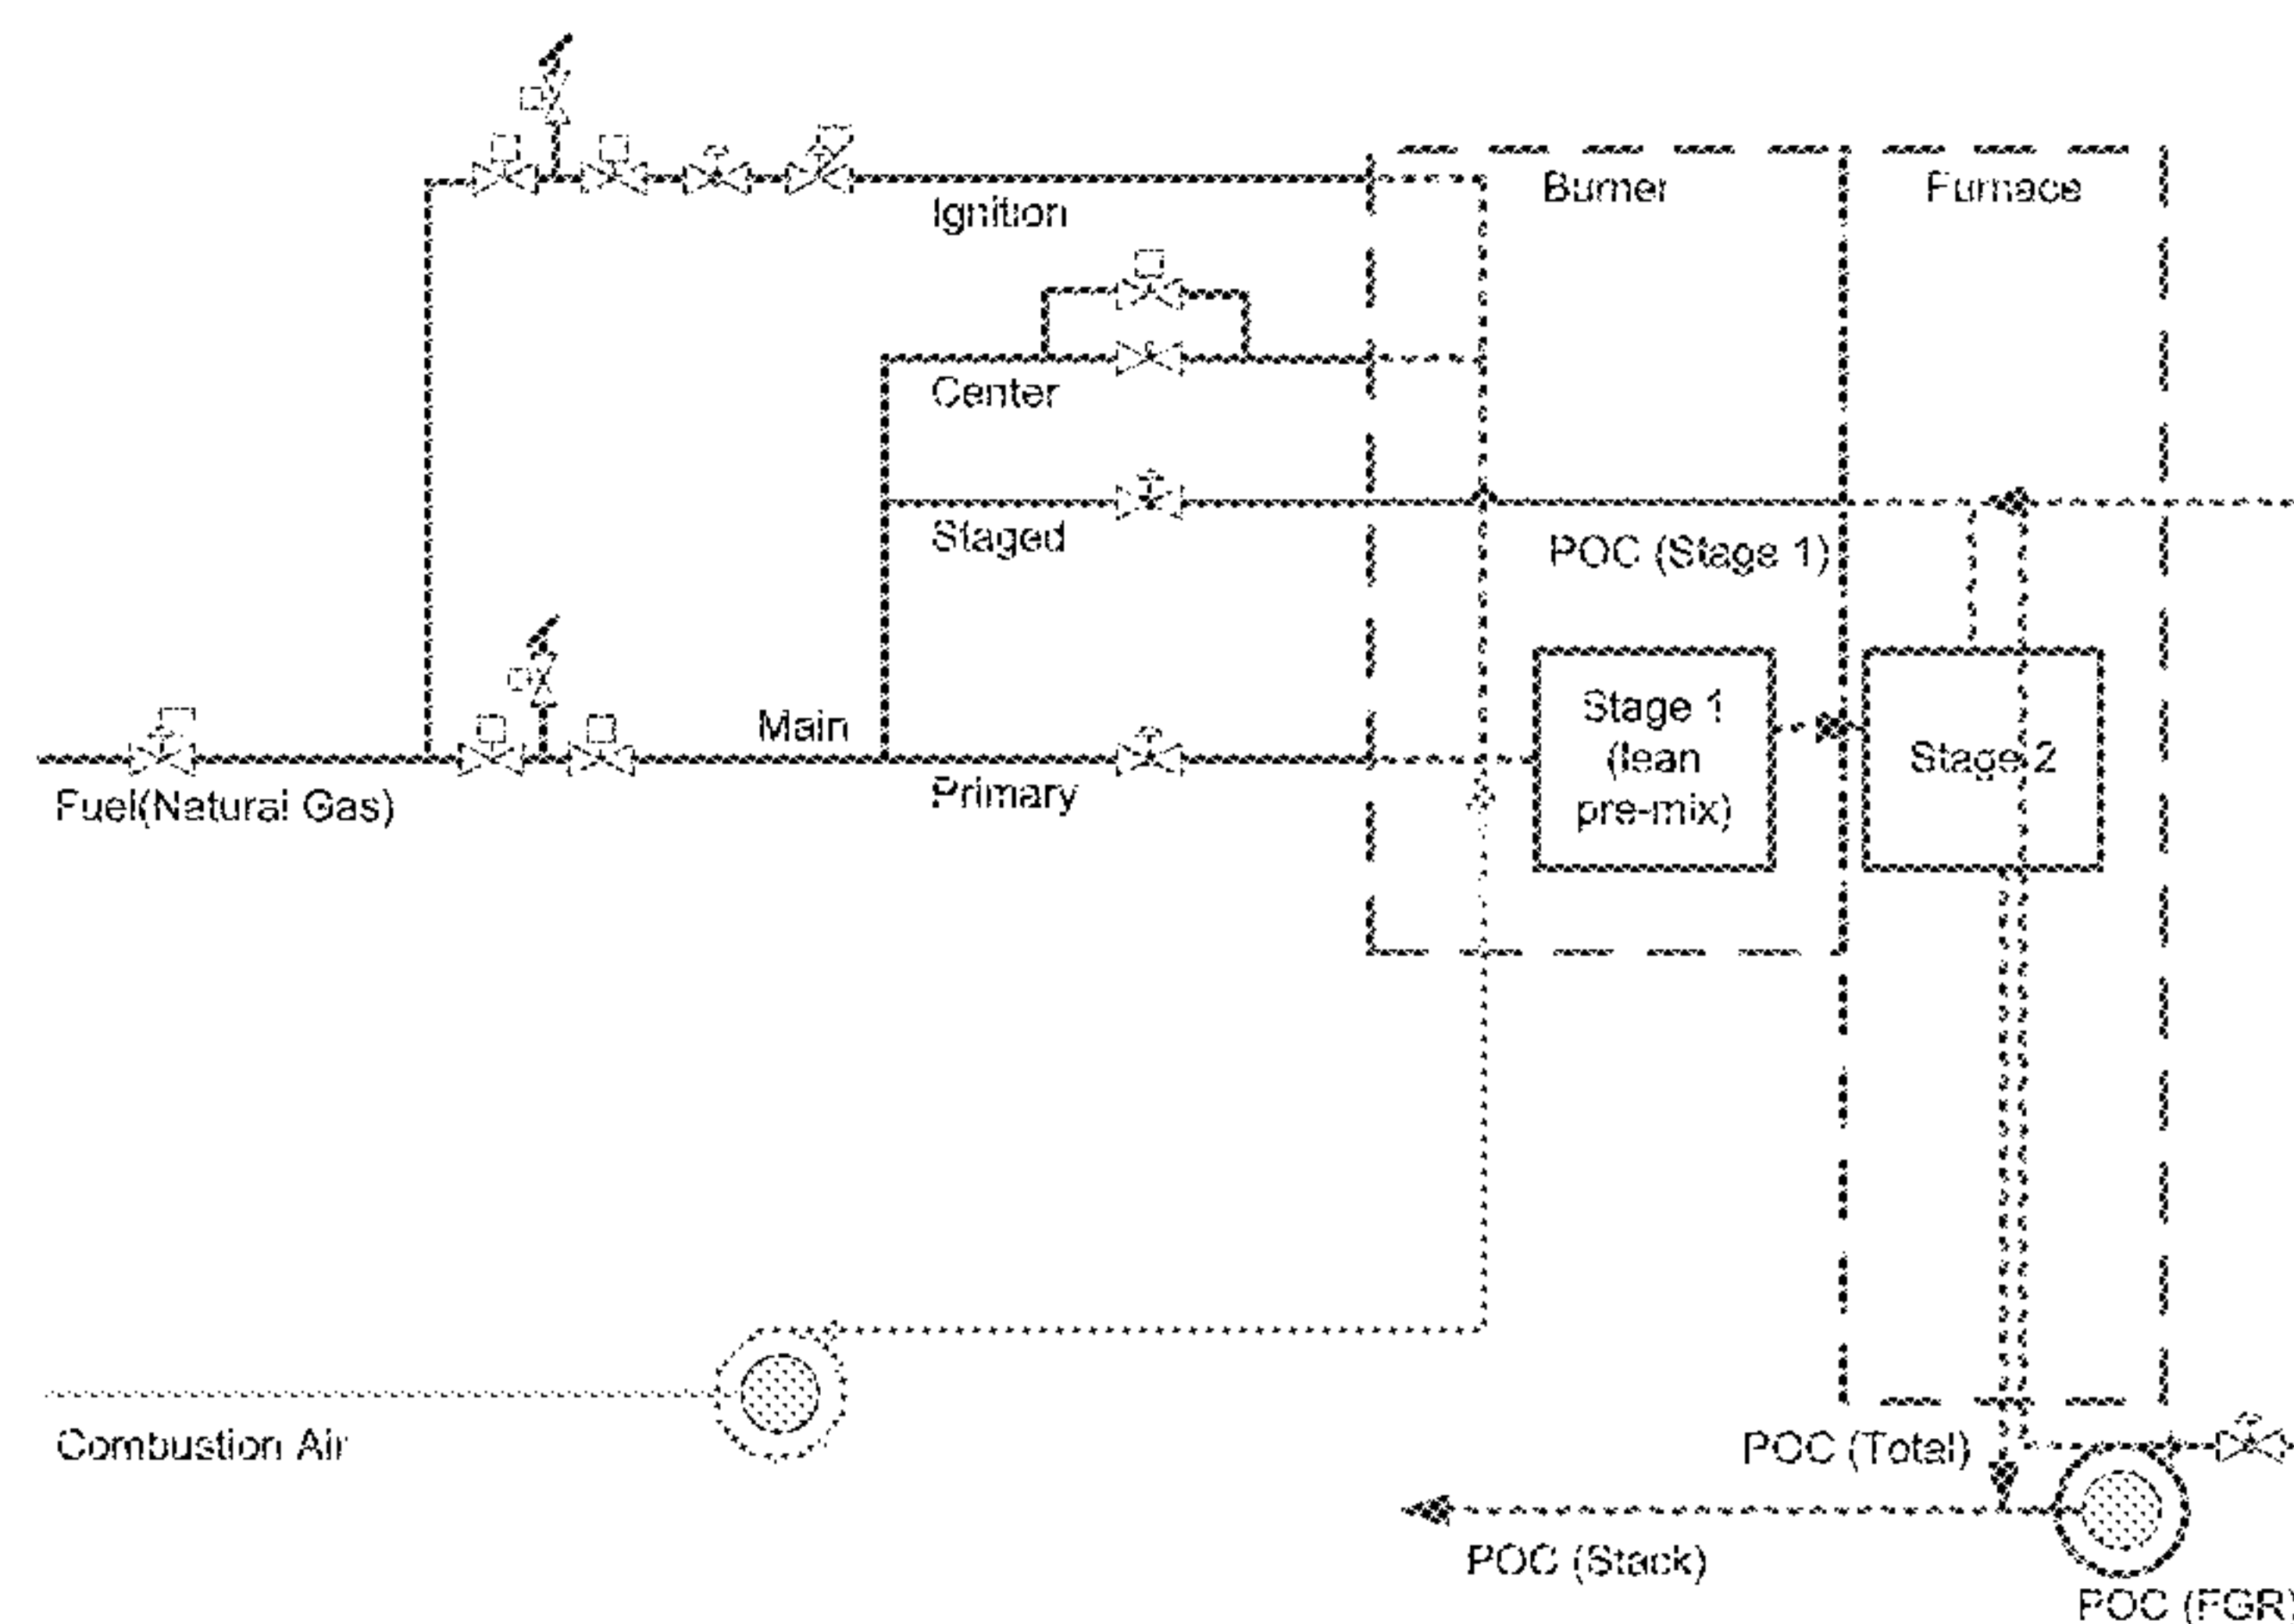 Burner
Furnace
Ignition
Center
Staged
POC (Stage 1)
Main
Stage 1
(lean
pre-mix)
Stage 2
Fuel(Natural Gas)
Primary
Combustion Air
POC (Total)
POC (Stack)
POC (FGR)